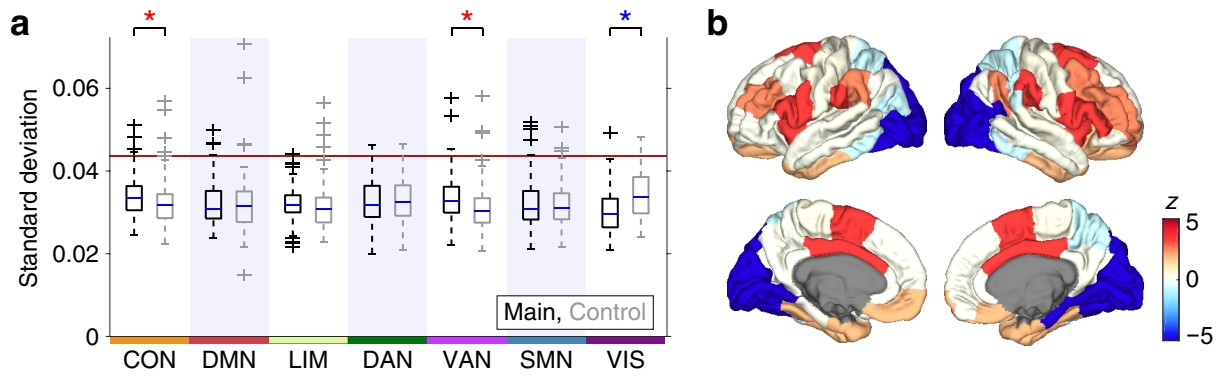 a
Standard deviation
0.06
0.04
0.02
0
* * *
Main, Control
CON DMN LIM DAN VAN SMN VIS
b
z
5
0
−5